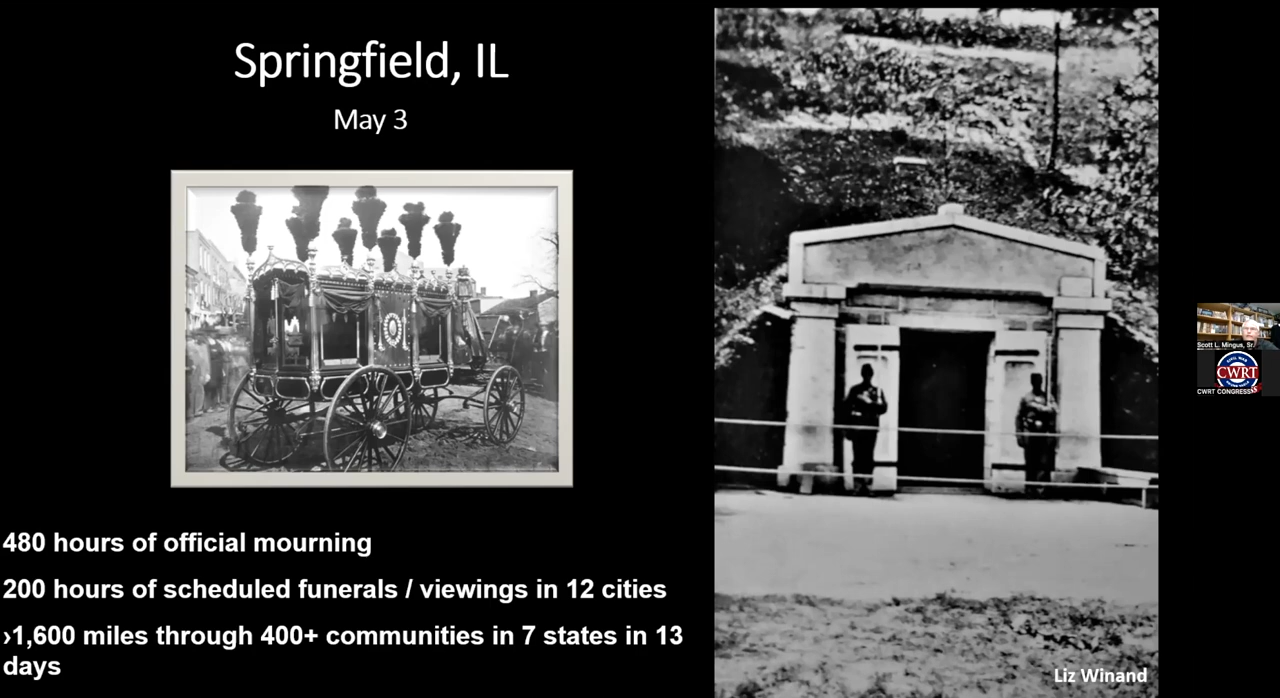 Springfield, IL
May 3
480 hours of official mourning
200 hours of scheduled funerals / viewings in 12 cities
›1,600 miles through 400+ communities in 7 states in 13
days
Liz Winand
Scott L. Mingus, Sr.
CIVIL WAR
CWRT
CWRT CONGRESS